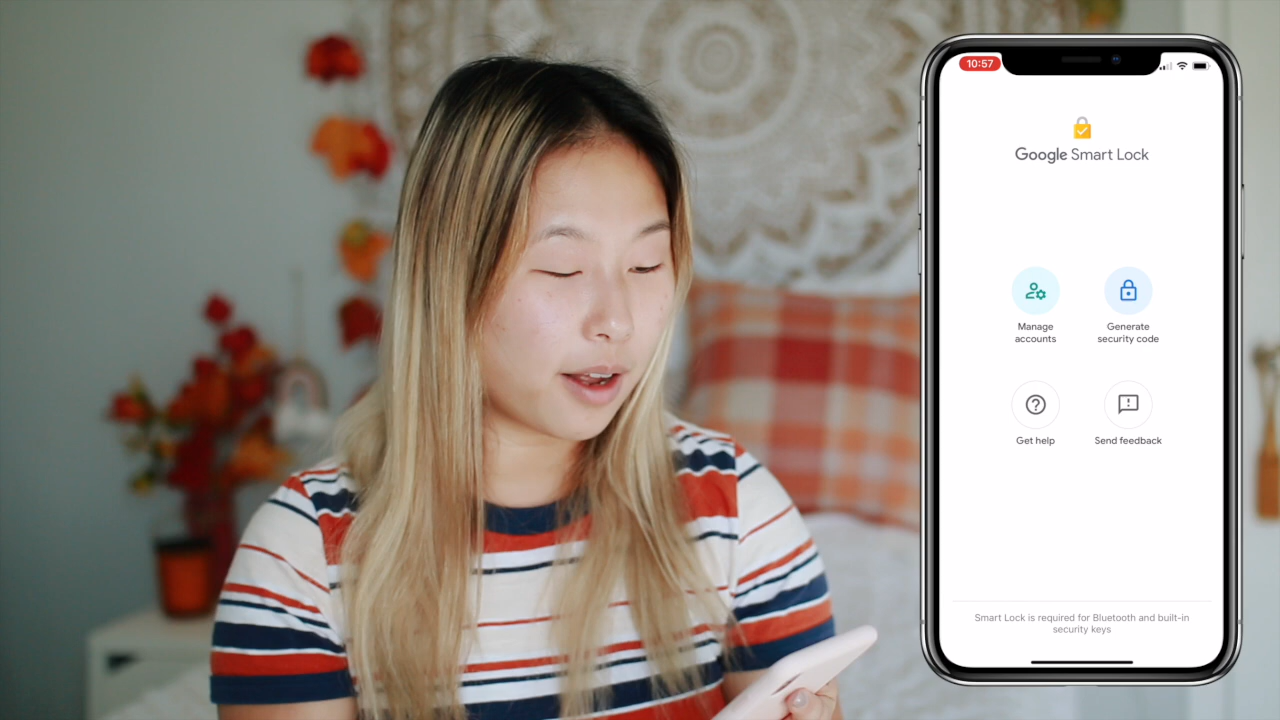 10:57
Google Smart Lock
Manage
accounts
Generate
security code
Get help
Send feedback
Smart Lock is required for Bluetooth and built-in
security keys